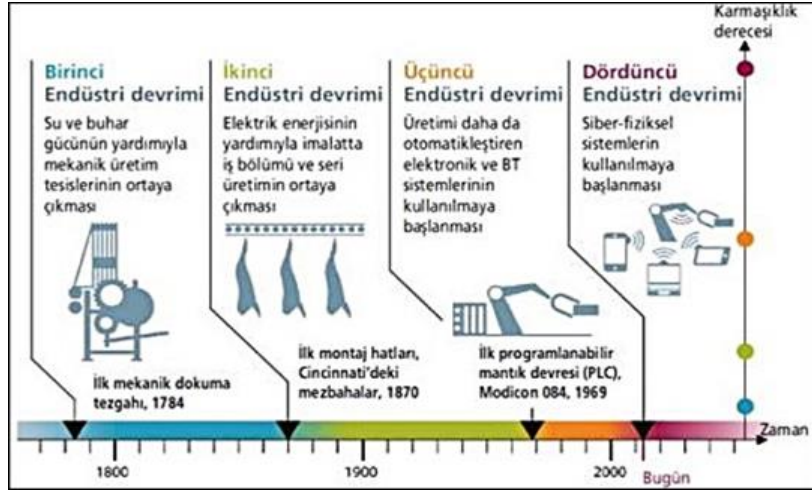 Karmaşıklık
derecesi
Birinci
Endüstri devrimi
Su ve buhar
gücünün yardımıyla
mekanik üretim
tesislerinin ortaya
çıkması
İkinci
Endüstri devrimi
Elektrik enerjisinin
yardımıyla imalatta
iş bölümü ve seri
üretimin ortaya
çıkması
Üçüncü
Endüstri devrimi
Üretimi daha da
otomatikleştiren
elektronik ve BT
sistemlerinin
kullanılmaya
başlanması
Dördüncü
Endüstri devrimi
Siber-fiziksel
sistemlerin
kullanılmaya
başlanması
İlk mekanik dokuma
tezgahı, 1784
İlk montaj hatları,
Cincinnati'deki
mezbahalar, 1870
İlk programlanabilir
mantık devresi (PLC),
Modicon 084, 1969
Zaman
1800
1900
2000
Bugün